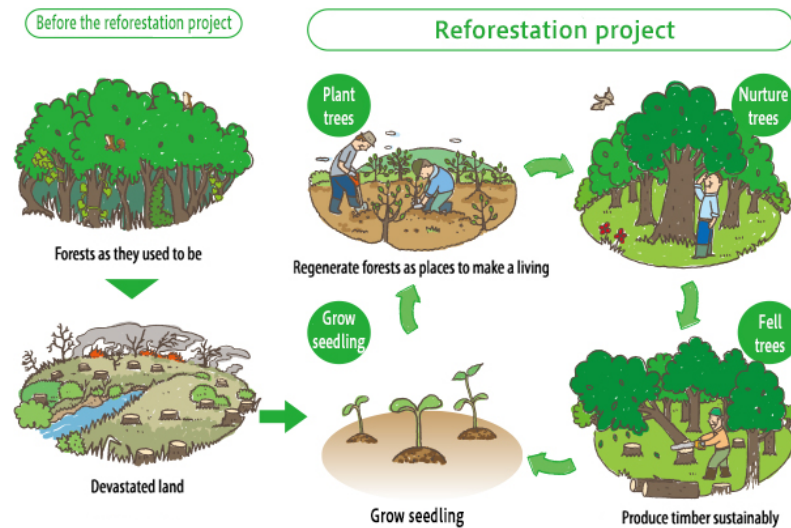 Before the reforestation project
Reforestation project
Forests as they used to be
Devastated land
Plant
trees
Regenerate forests as places to make a living
Nurture
trees
Grow
seedling
Grow seedling
Fell
trees
Produce timber sustainably